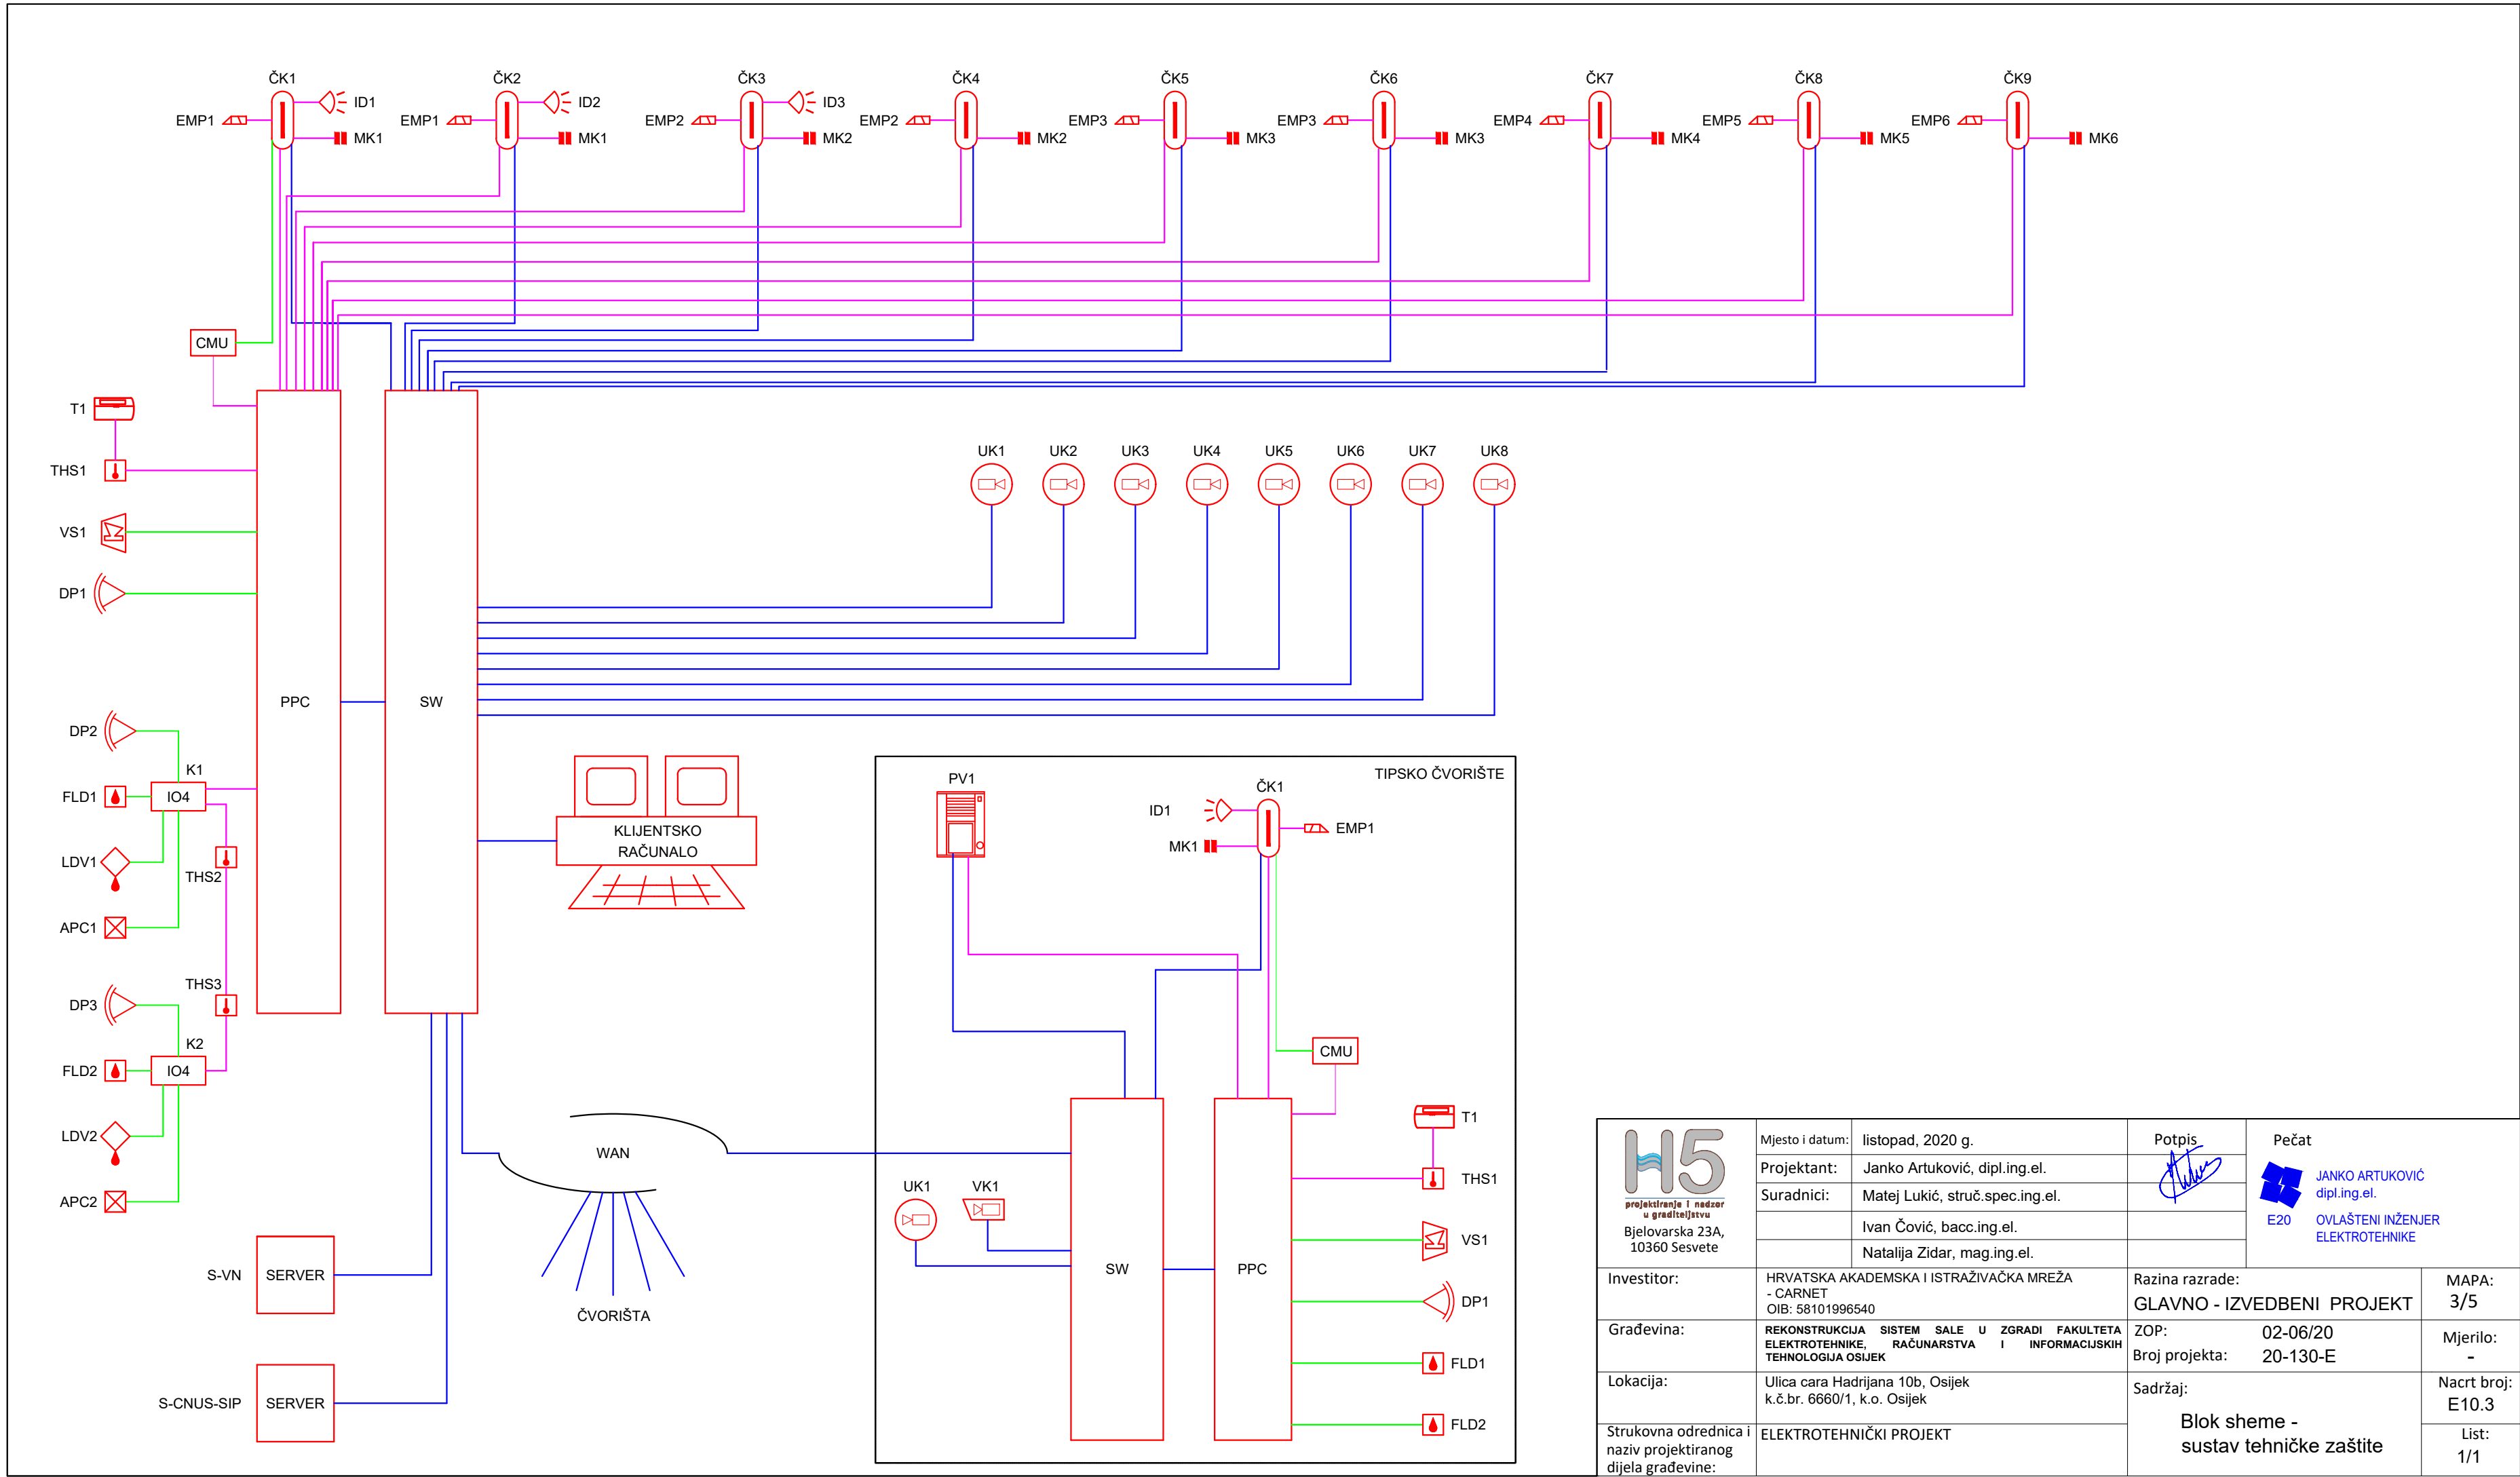 ČK1 ČK2 ČK3 ČK4 ČK5 ČK6 ČK7 ČK8 ČK9
EMP1 ID1 EMP1 ID2 EMP2 ID3 EMP2 EMP3 EMP3 EMP4 EMP5 EMP6
MK1 MK1 MK2 MK2 MK3 MK3 MK4 MK5 MK6
CMU
T1
THS1
VS1
DP1
UK1 UK2 UK3 UK4 UK5 UK6 UK7 UK8
PPC
SW
DP2
K1
FLD1
IO4
LDV1
THS2
APC1
THS3
DP3
K2
FLD2
IO4
LDV2
APC2
KLIJENTSKO
RAČUNALO
S-VN
SERVER
S-CNUS-SIP
SERVER
WAN
ČVORIŠTA
TIPSKO ČVORIŠTE
PV1
ČK1
ID1
EMP1
MK1
CMU
T1
THS1
UK1
VK1
VS1
SW
PPC
DP1
FLD1
FLD2
H5
projektiranje i nadzor
u graditeljstvu
Bjelovarska 23A,
10360 Sesvete
Mjesto i datum: listopad, 2020 g.
Projektant: Janko Artuković, dipl.ing.el.
Suradnici: Matej Lukić, struč.spec.ing.el.
Ivan Čović, bacc.ing.el.
Natalija Zidar, mag.ing.el.
Potpis
Pečat
JANKO ARTUKOVIĆ
dipl.ing.el.
E20 OVLAŠTENI INŽENJER
ELEKTROTEHNIKE
Investitor:
HRVATSKA AKADEMSKA I ISTRAŽIVAČKA MREŽA
- CARNET
OIB: 58101996540
Razina razrade:
GLAVNO - IZVEDBENI PROJEKT
MAPA:
3/5
Građevina:
REKONSTRUKCIJA SISTEM SALE U ZGRADI FAKULTETA
ELEKTROTEHNIKE, RAČUNARSTVA I INFORMACIJSKIH
TEHNOLOGIJA OSIJEK
ZOP: 02-06/20
Broj projekta: 20-130-E
Mjerilo:
-
Lokacija:
Ulica cara Hadrijana 10b, Osijek
k.č.br. 6660/1, k.o. Osijek
Sadržaj:
Blok sheme -
sustav tehničke zaštite
Nacrt broj:
E10.3
Strukovna odrednica i
naziv projektiranog
dijela građevine:
ELEKTROTEHNIČKI PROJEKT
List:
1/1